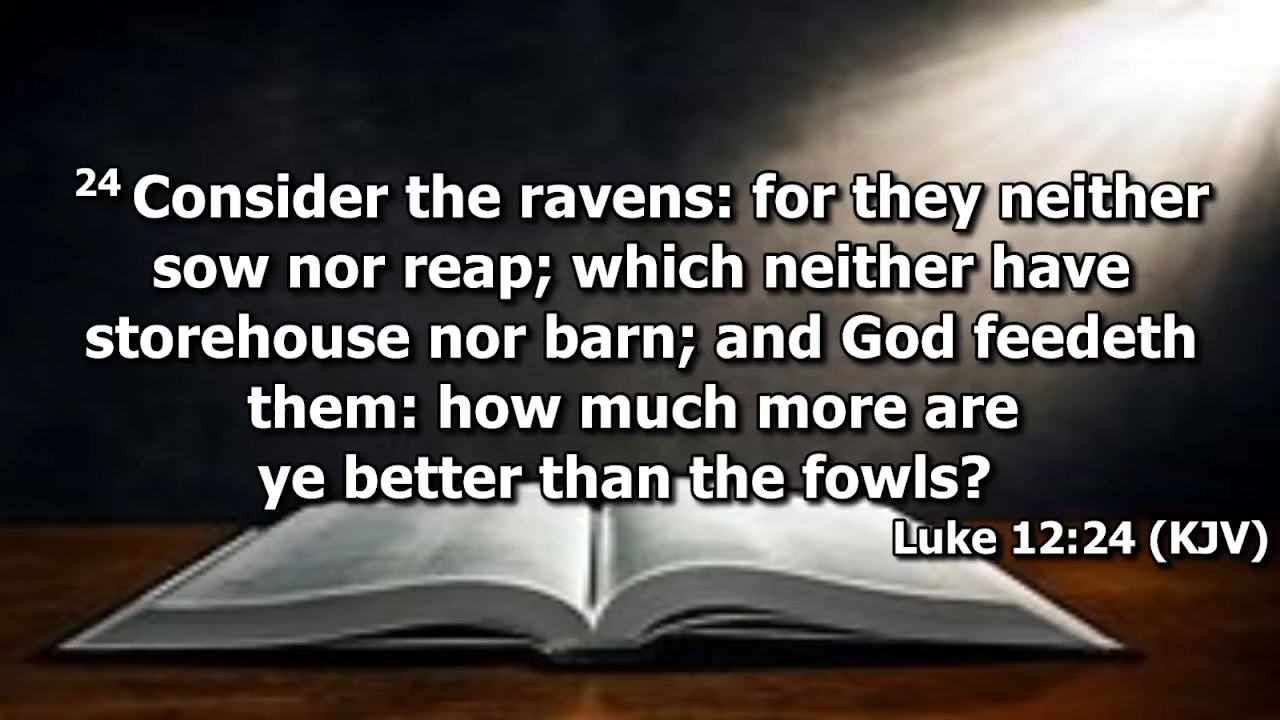 24 Consider the ravens: for they neither
sow nor reap; which neither have
storehouse nor barn; and God feedeth
them: how much more are
ye better than the fowls?
Luke 12:24 (KJV)